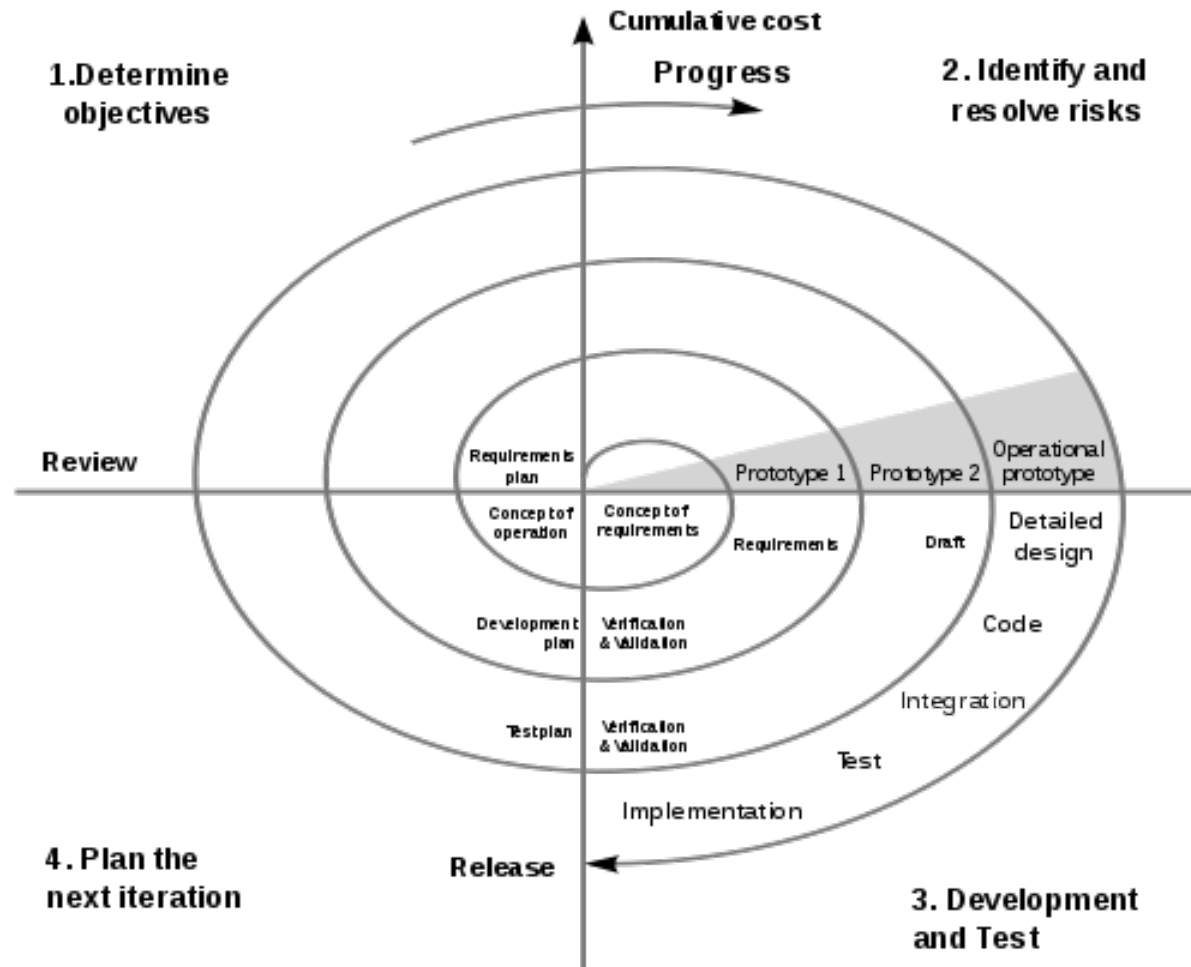 Cumulative cost
Progress
1.Determine
objectives
2. Identify and
resolve risks
Review
Requirements
plan
Prototype 1
Prototype 2
Operational
prototype
Concept of
operation
Concept of
requirements
Requirements
Draft
Detailed
design
Development
plan
Verification
& Validation
Code
Integration
Test plan
Verification
& Validation
Test
Implementation
Release
4. Plan the
next iteration
3. Development
and Test